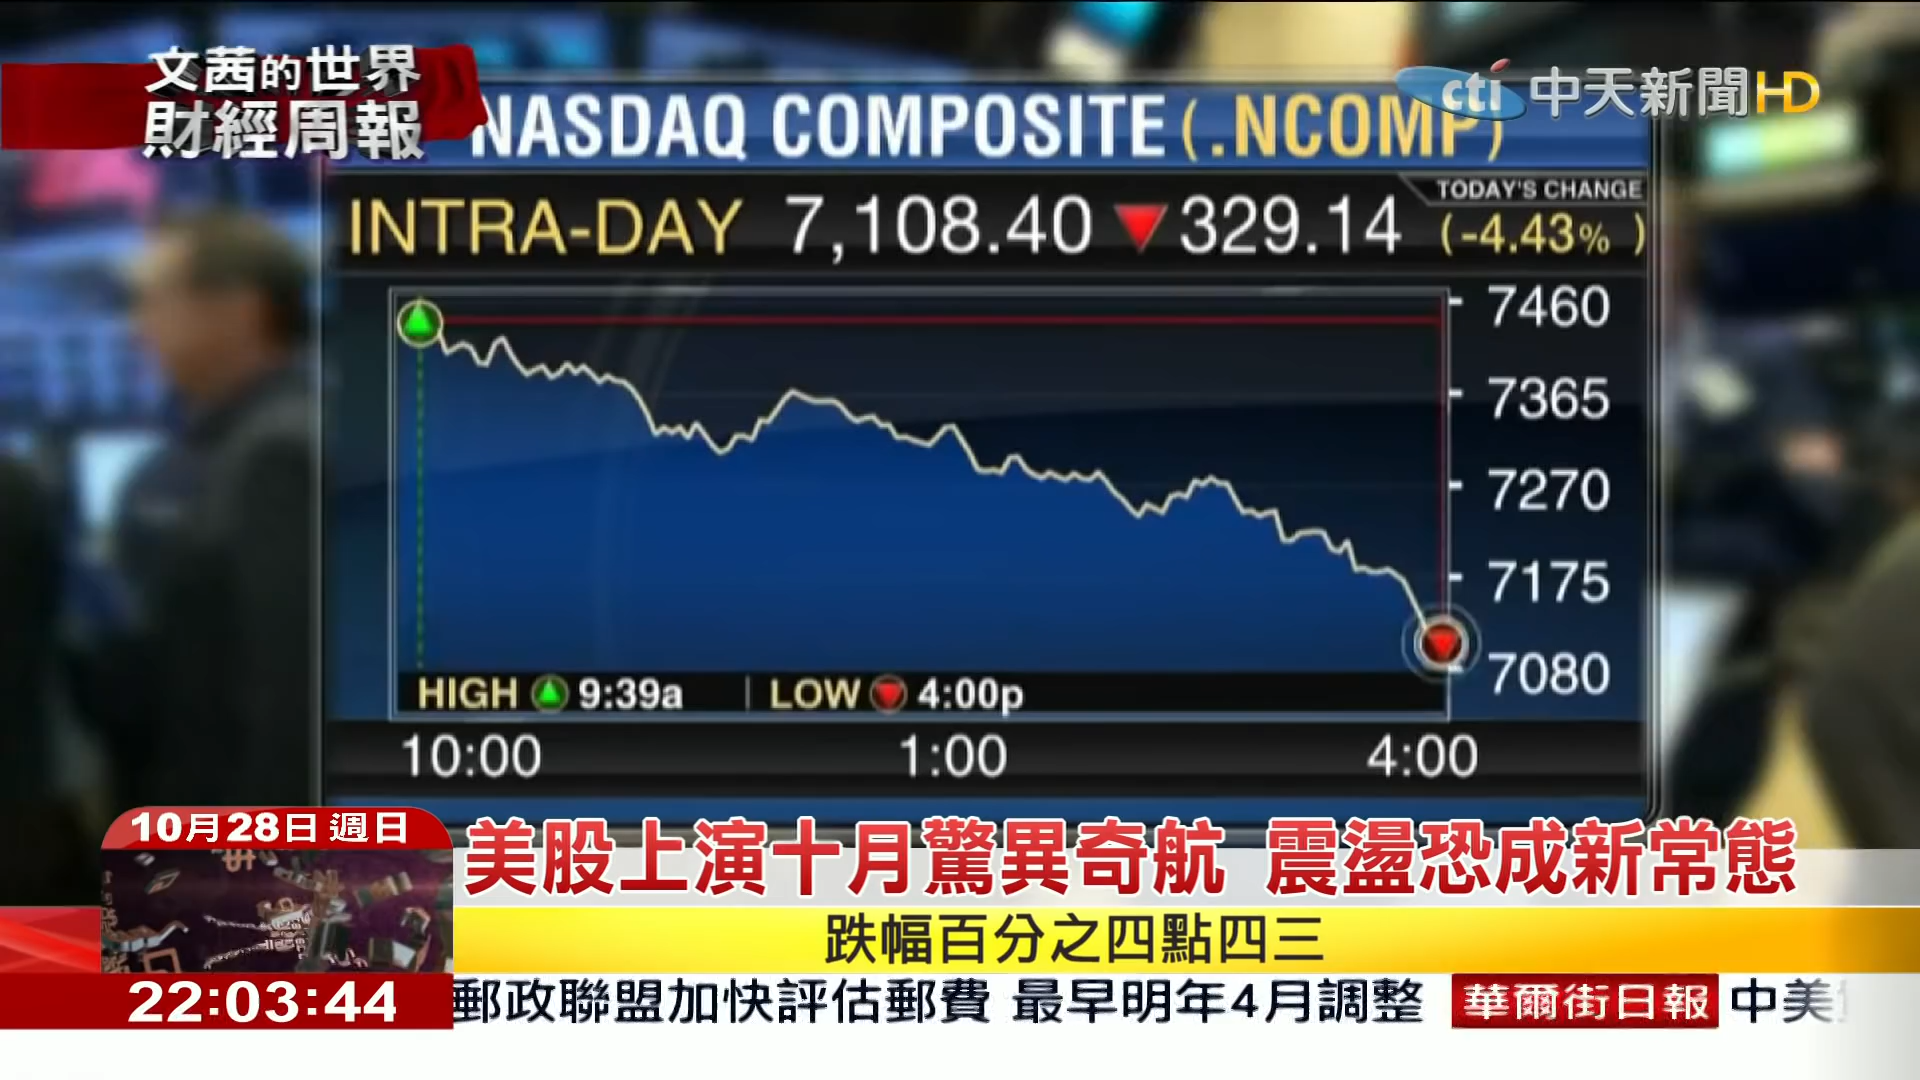 文茜的世界
財經周報
cti 中天新聞HD
NASDAQ COMPOSITE (.NCOMP)
TODAY'S CHANGE
INTRA-DAY 7,108.40 ▼ 329.14 (-4.43% )
7460
7365
7270
7175
7080
HIGH ▲ 9:39a | LOW ▼ 4:00p
10:00 1:00 4:00
10月28日 週日
美股上演十月驚異奇航 震盪恐成新常態
跌幅百分之四點四三
22:03:44
郵政聯盟加快評估郵費 最早明年4月調整 華爾街日報 中美